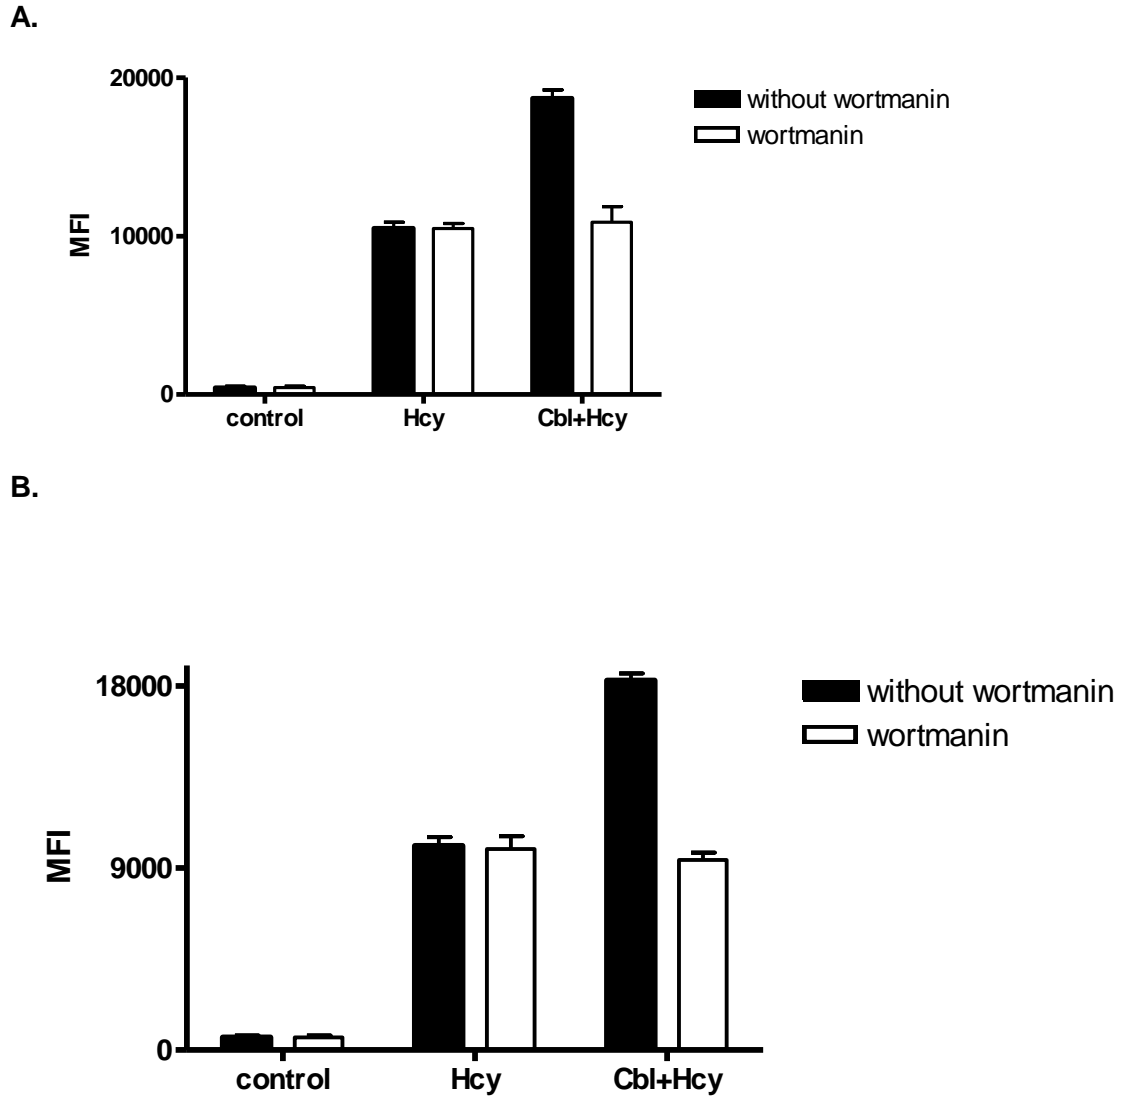 A.
20000
without wortmanin
wortmanin
10000
MFI
0
control Hcy Cbl+Hcy
B.
18000
without wortmanin
wortmanin
MFI
9000
0
control Hcy Cbl+Hcy